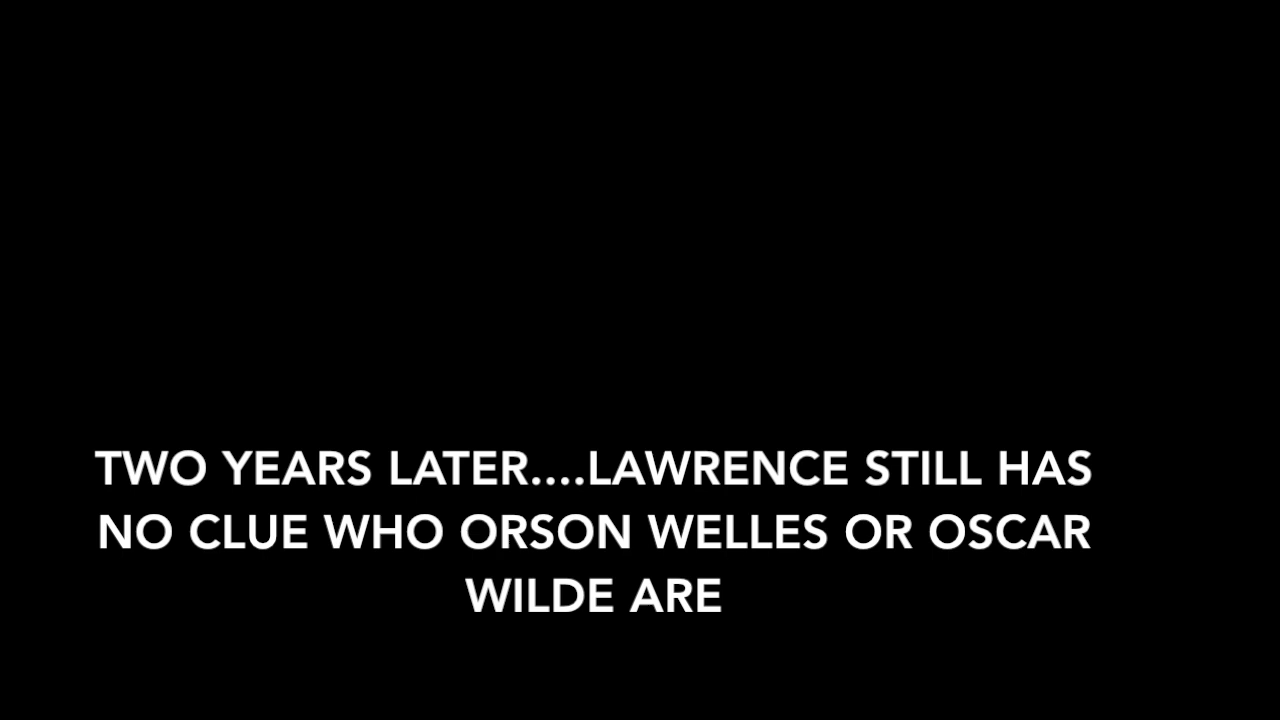 TWO YEARS LATER....LAWRENCE STILL HAS
NO CLUE WHO ORSON WELLES OR OSCAR
WILDE ARE